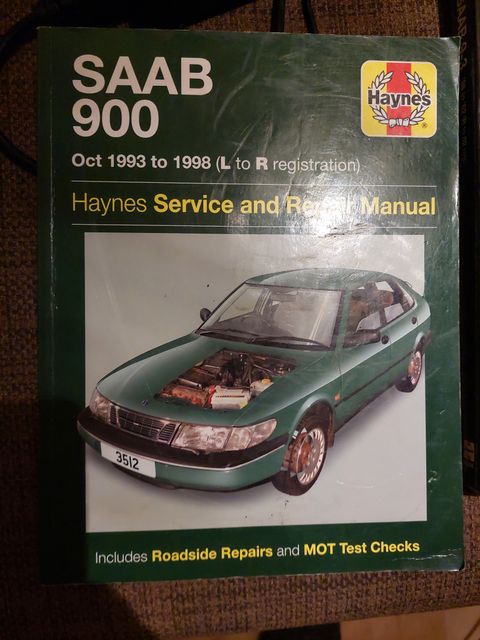 SAAB
900
Haynes
®
Oct 1993 to 1998 (L to R registration)
Haynes Service and Repair Manual
3512
Includes Roadside Repairs and MOT Test Checks